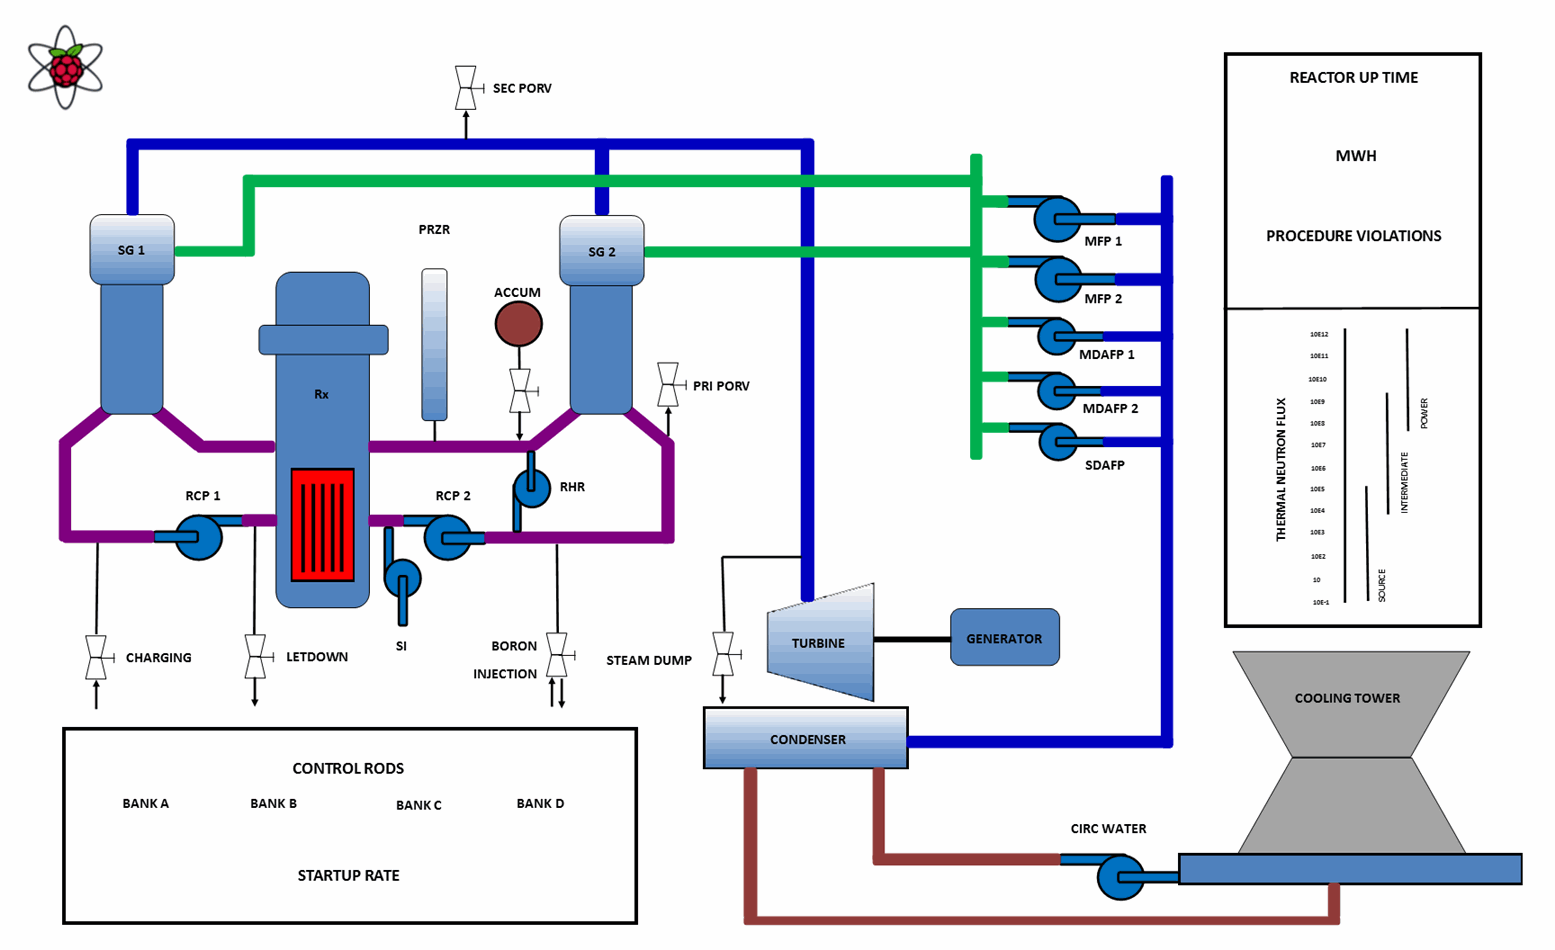 SEC PORV
REACTOR UP TIME
MWH
PROCEDURE VIOLATIONS
SG 1
PRZR
SG 2
MFP 1
MFP 2
ACCUM
MDAFP 1
PRI PORV
MDAFP 2
SDAFP
Rx
RCP 1
RCP 2
RHR
THERMAL NEUTRON FLUX
10E12
10E11
10E10
10E9
10E8
10E7
10E6
10E5
10E4
10E3
10E2
10
10E-1
POWER
INTERMEDIATE
SOURCE
CHARGING
LETDOWN
SI
BORON
INJECTION
STEAM DUMP
TURBINE
GENERATOR
CONDENSER
COOLING TOWER
CIRC WATER
CONTROL RODS
BANK A
BANK B
BANK C
BANK D
STARTUP RATE